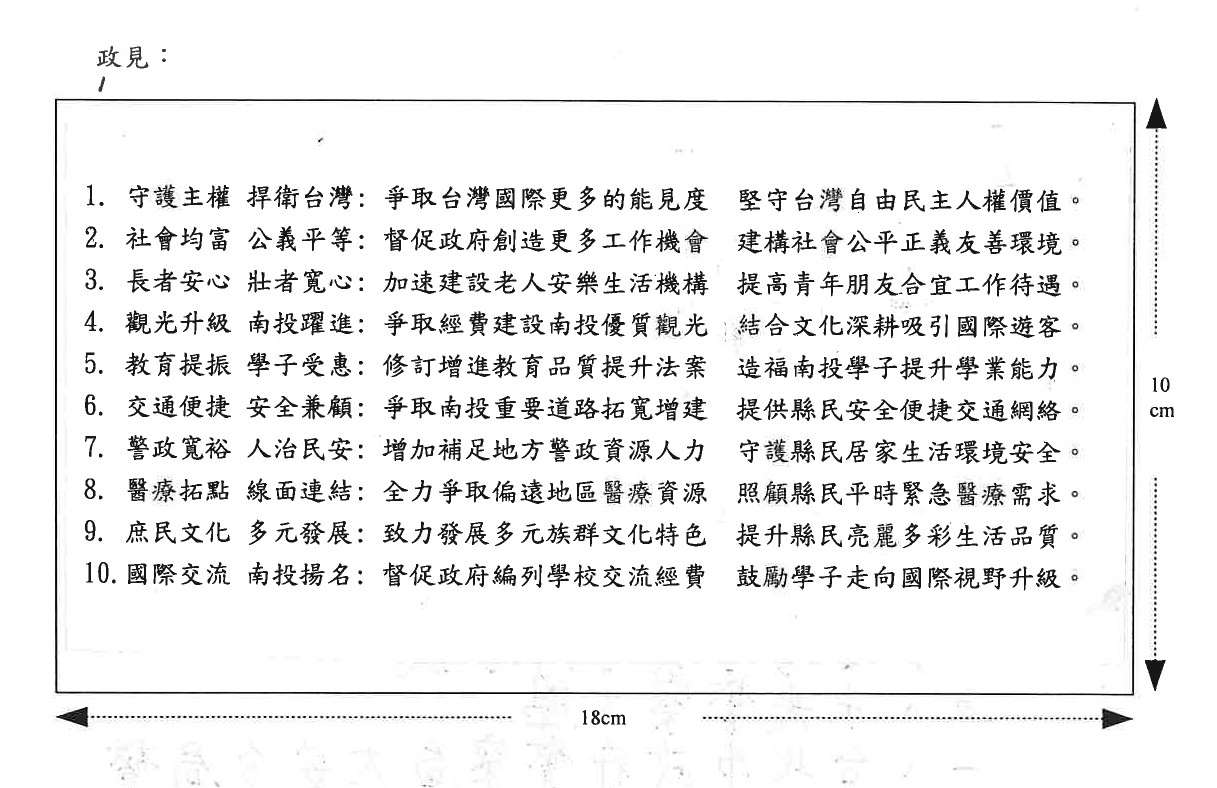 政見：
1. 守護主權 捍衛台灣: 爭取台灣國際更多的能見度 堅守台灣自由民主人權價值。
2. 社會均富 公義平等: 督促政府創造更多工作機會 建構社會公平正義友善環境。
3. 長者安心 壯者寬心: 加速建設老人安樂生活機構 提高青年朋友合宜工作待遇。
4. 觀光升級 南投躍進: 爭取經費建設南投優質觀光 結合文化深耕吸引國際遊客。
5. 教育提振 學子受惠: 修訂增進教育品質提升法案 造福南投學子提升學業能力。
6. 交通便捷 安全兼顧: 爭取南投重要道路拓寬增建 提供縣民安全便捷交通網絡。
7. 警政寬裕 人治民安: 增加補足地方警政資源人力 守護縣民居家生活環境安全。
8. 醫療拓點 線面連結: 全力爭取偏遠地區醫療資源 照顧縣民平時緊急醫療需求。
9. 庶民文化 多元發展: 致力發展多元族群文化特色 提升縣民亮麗多彩生活品質。
10. 國際交流 南投揚名: 督促政府編列學校交流經費 鼓勵學子走向國際視野升級。
10
cm
18cm